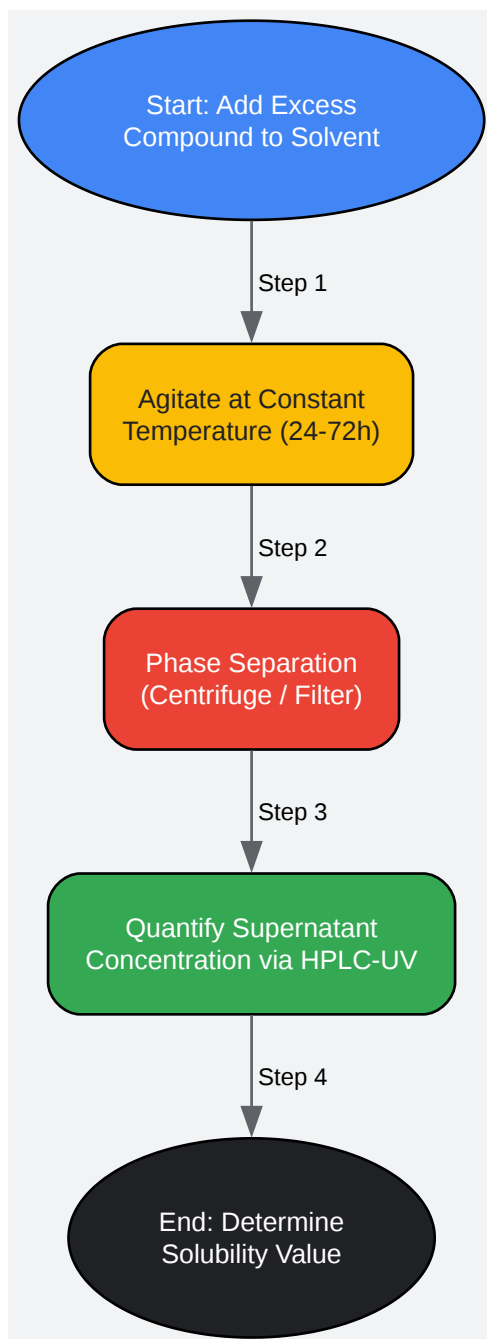 Start: Add Excess
Compound to Solvent
Step 1
Agitate at Constant
Temperature (24-72h)
Step 2
Phase Separation
(Centrifuge / Filter)
Step 3
Quantify Supernatant
Concentration via HPLC-UV
Step 4
End: Determine
Solubility Value